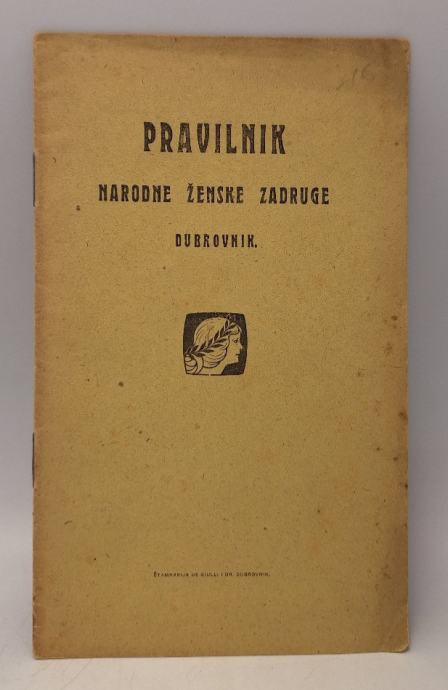 PRAVILNIK
NARODNE ŽENSKE ZADRUGE
DUBROVNIK.
ŠTAMPARIJA DE GIULLI I DR. DUBROVNIK.